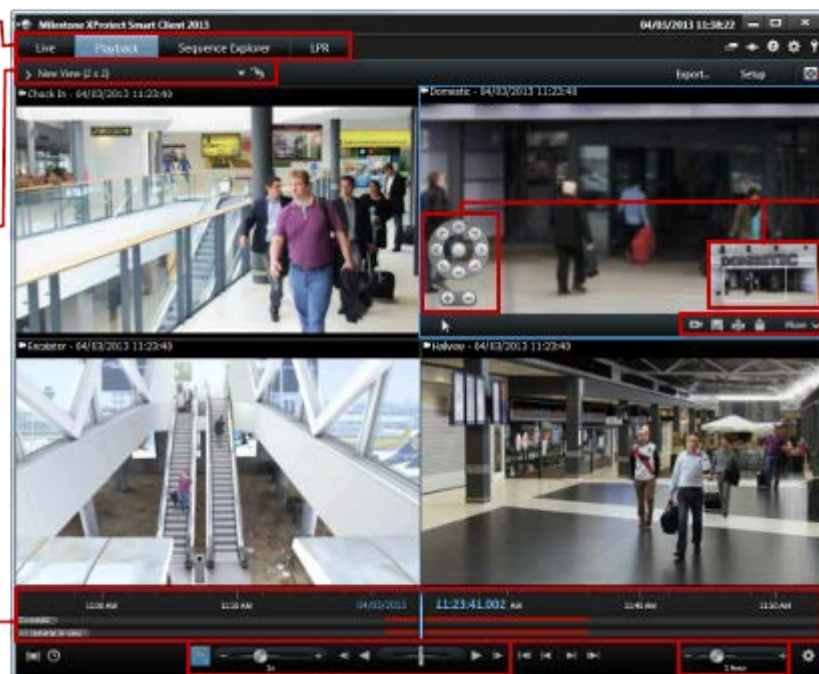 Milestone XProtect Smart Client 2013
04/03/2013 11:38:22
Live
Playback
Sequence Explorer
LPR
New View (2 x 2)
Export...
Setup
Check In - 04/03/2013 11:23:40
Domestic - 04/03/2013 11:23:40
DOMESTIC
More
Escalator - 04/03/2013 11:23:40
Hallway - 04/03/2013 11:23:40
11:00 AM
11:10 AM
04/03/2013
11:23:41.002 AM
11:40 AM
11:50 AM
Domestic
1x
1 Hour